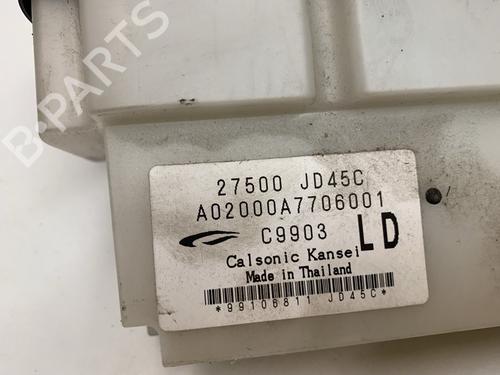 B-PARTS
27500 JD45C
A02000A7706001
C9903 LD
Calsonic Kansei
Made in Thailand
*99106811 JD45C*